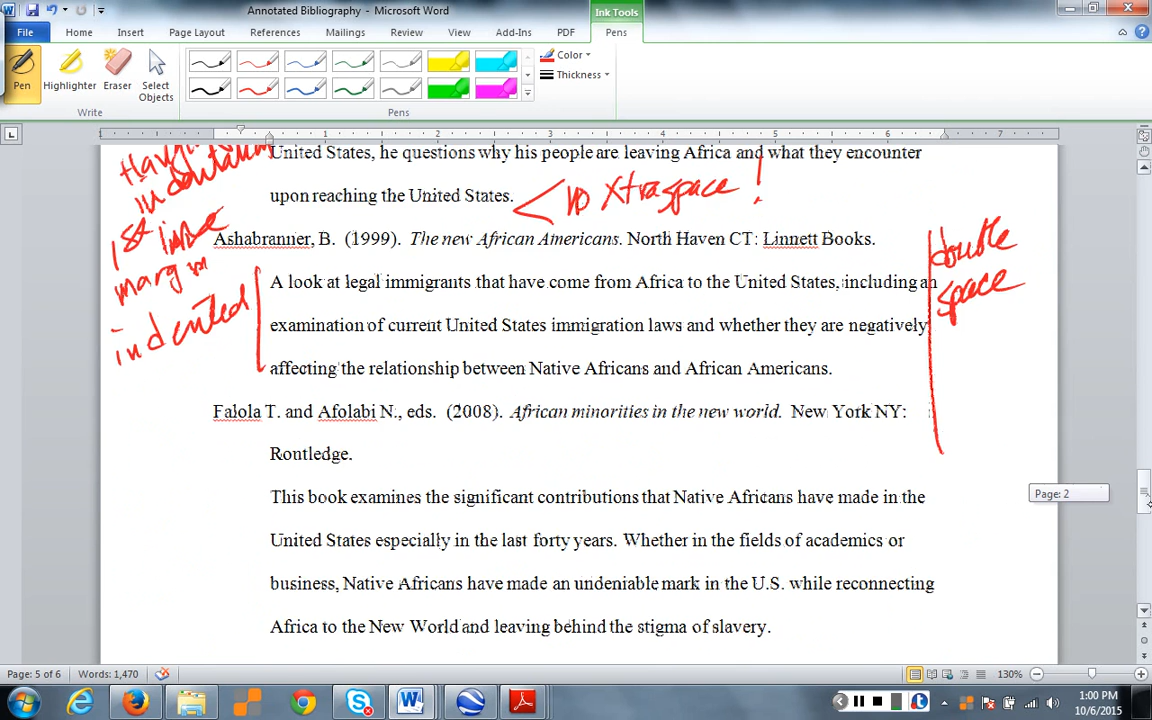 Annotated Bibliography - Microsoft Word
Ink Tools
File Home Insert Page Layout References Mailings Review View Add-Ins PDF Pens
Pen Highlighter Eraser Select Objects
Color
Thickness
Write Pens
1 1 2 3 4 5 6 7
United States, he questions why his people are leaving Africa and what they encounter
upon reaching the United States.
no Xtra space!
Ashabranner, B. (1999). The new African Americans. North Haven CT: Linnett Books.
A look at legal immigrants that have come from Africa to the United States, including an
examination of current United States immigration laws and whether they are negatively
affecting the relationship between Native Africans and African Americans.
1st line
margin
indented
double
space
Falola T. and Afolabi N., eds. (2008). African minorities in the new world. New York NY:
Routledge.
This book examines the significant contributions that Native Africans have made in the
United States especially in the last forty years. Whether in the fields of academics or
business, Native Africans have made an undeniable mark in the U.S. while reconnecting
Africa to the New World and leaving behind the stigma of slavery.
Page: 2
Page: 5 of 6 Words: 1,470 130%
1:00 PM
10/6/2015